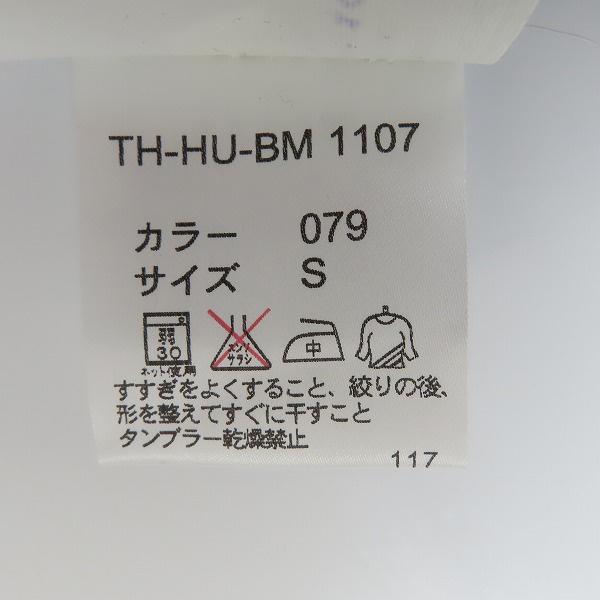 TH-HU-BM 1107
カラー 079
サイズ S
弱
30
ネット使用
エンソ
サラシ
中
すすぎをよくすること、絞りの後、
形を整えてすぐに干すこと
タンブラー乾燥禁止
117